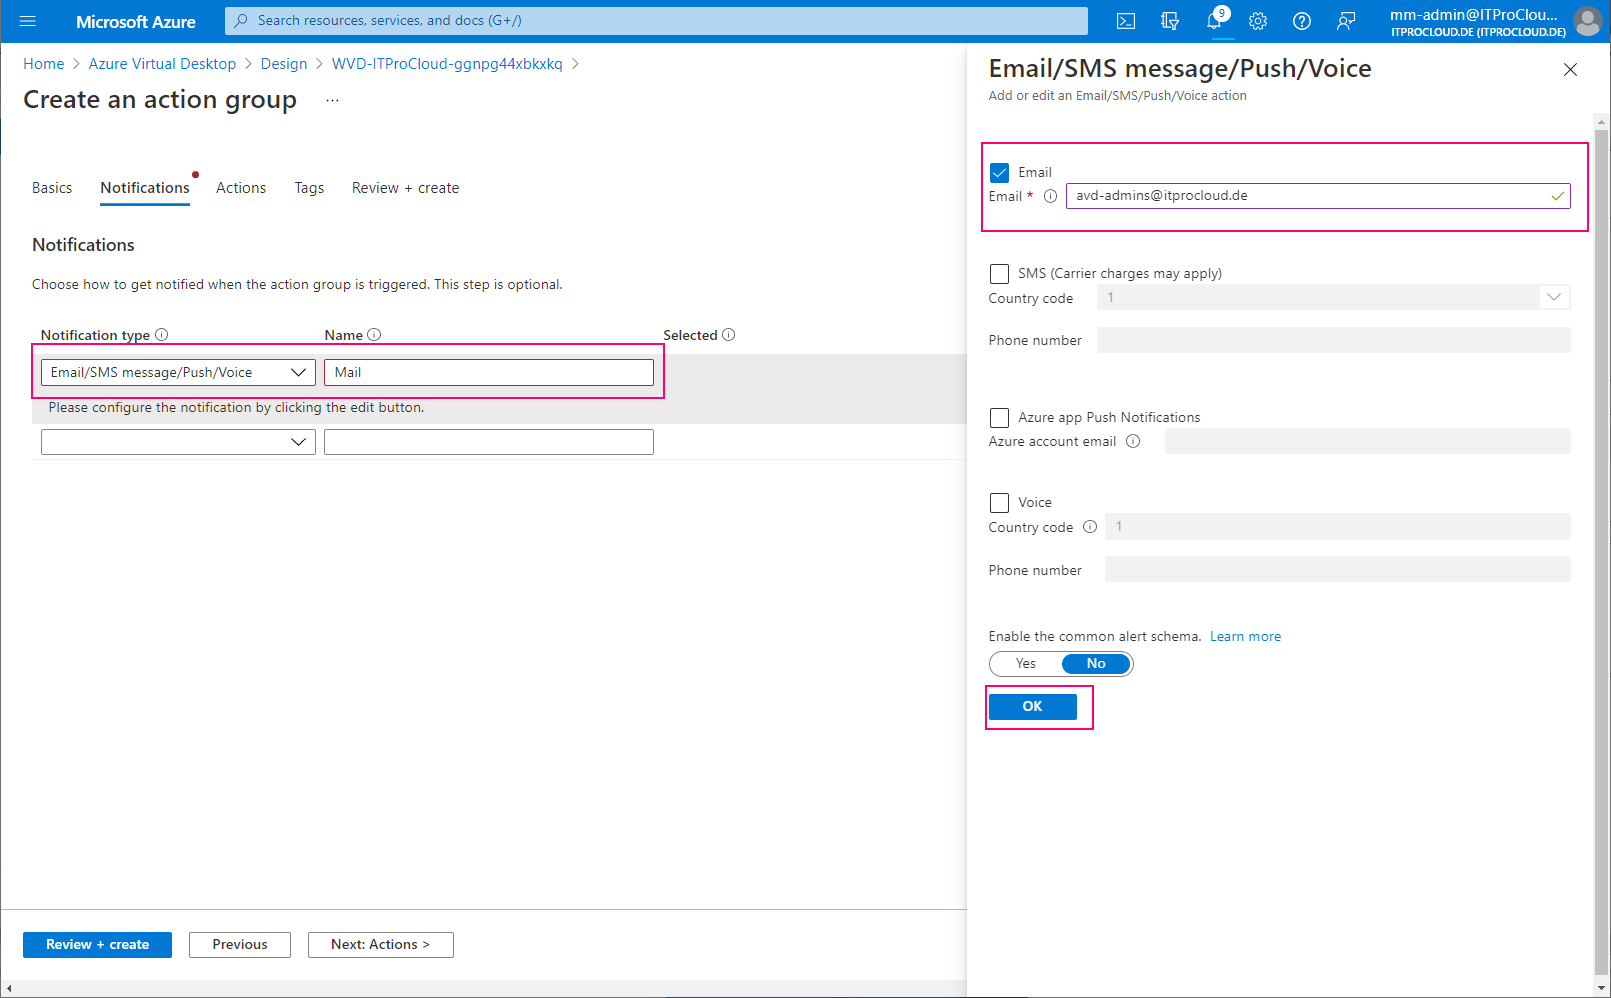 Microsoft Azure
Search resources, services, and docs (G+/)
9
mm-admin@ITProClou...
ITPROCLOUD.DE (ITPROCLOUD.DE)
Home > Azure Virtual Desktop > Design > WVD-ITProCloud-ggnpg44xbkxkq >
Create an action group ...
Basics Notifications Actions Tags Review + create
Notifications
Choose how to get notified when the action group is triggered. This step is optional.
Notification type Name Selected
Email/SMS message/Push/Voice Mail
Please configure the notification by clicking the edit button.
Review + create Previous Next: Actions >
Email/SMS message/Push/Voice
Add or edit an Email/SMS/Push/Voice action
Email
Email * avd-admins@itprocloud.de
SMS (Carrier charges may apply)
Country code 1
Phone number
Azure app Push Notifications
Azure account email
Voice
Country code 1
Phone number
Enable the common alert schema. Learn more
Yes No
OK